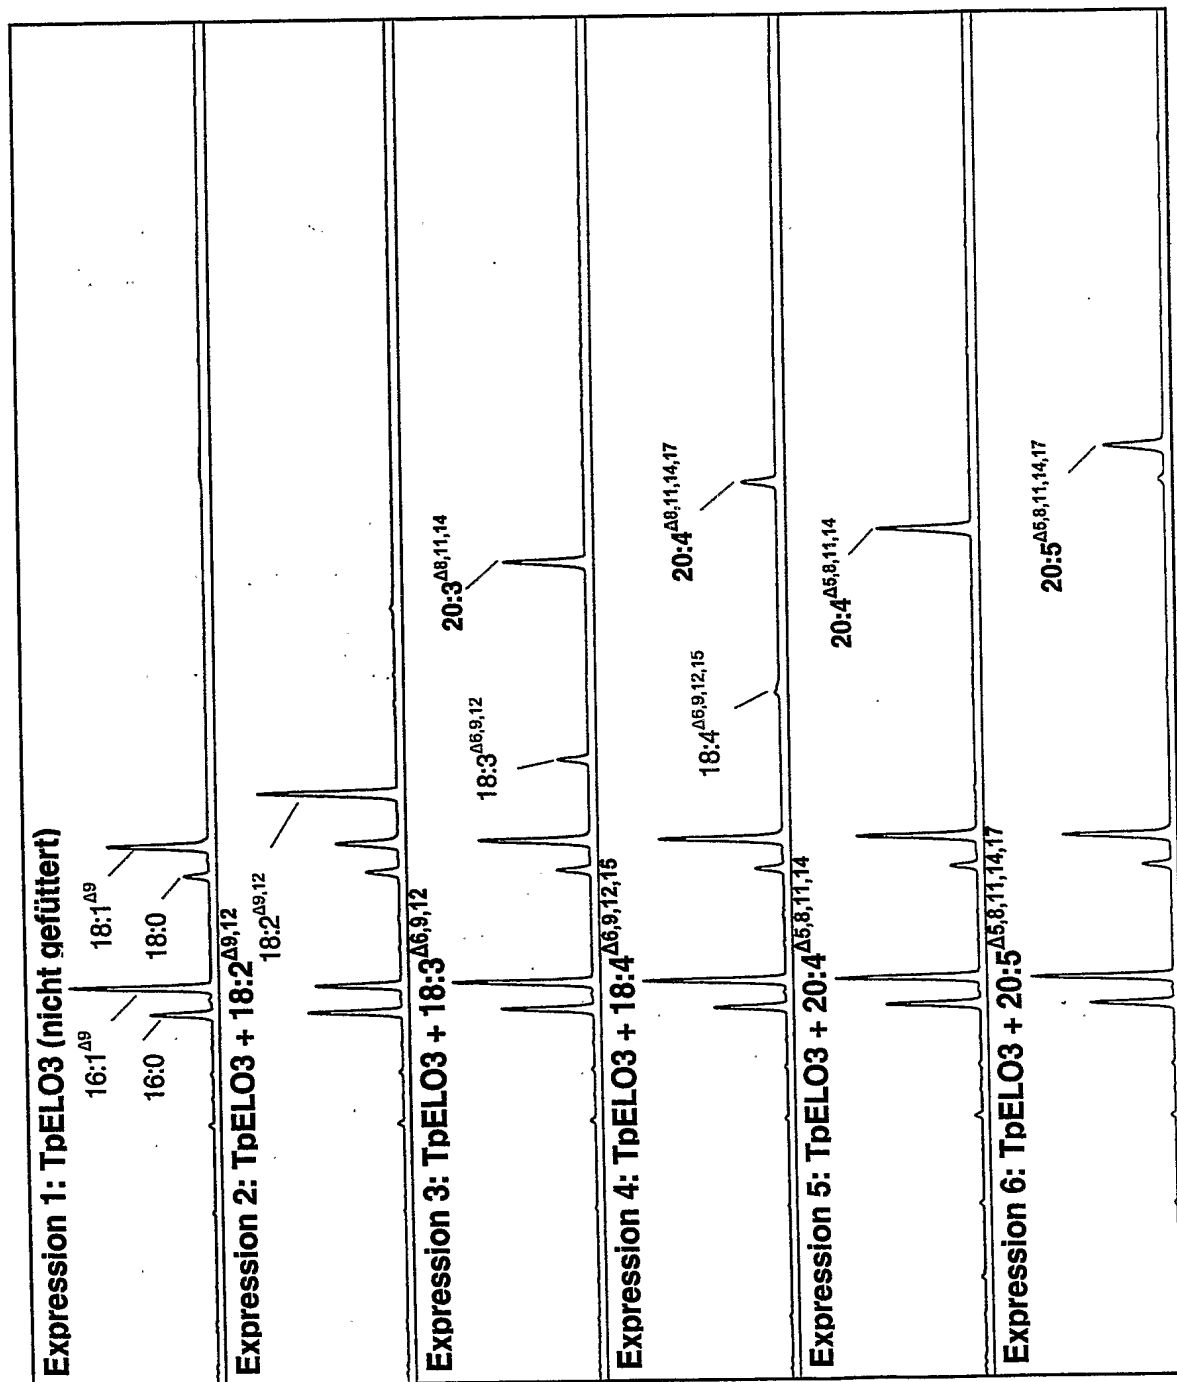 Expression 1: TpELO3 (nicht gefüttert)
16:1Δ9
16:0
18:1Δ9
18:0
Expression 2: TpELO3 + 18:2Δ9,12
18:2Δ9,12
Expression 3: TpELO3 + 18:3Δ6,9,12
18:3Δ6,9,12
20:3Δ8,11,14
Expression 4: TpELO3 + 18:4Δ6,9,12,15
18:4Δ6,9,12,15
20:4Δ8,11,14,17
Expression 5: TpELO3 + 20:4Δ5,8,11,14
20:4Δ5,8,11,14
Expression 6: TpELO3 + 20:5Δ5,8,11,14,17
20:5Δ5,8,11,14,17